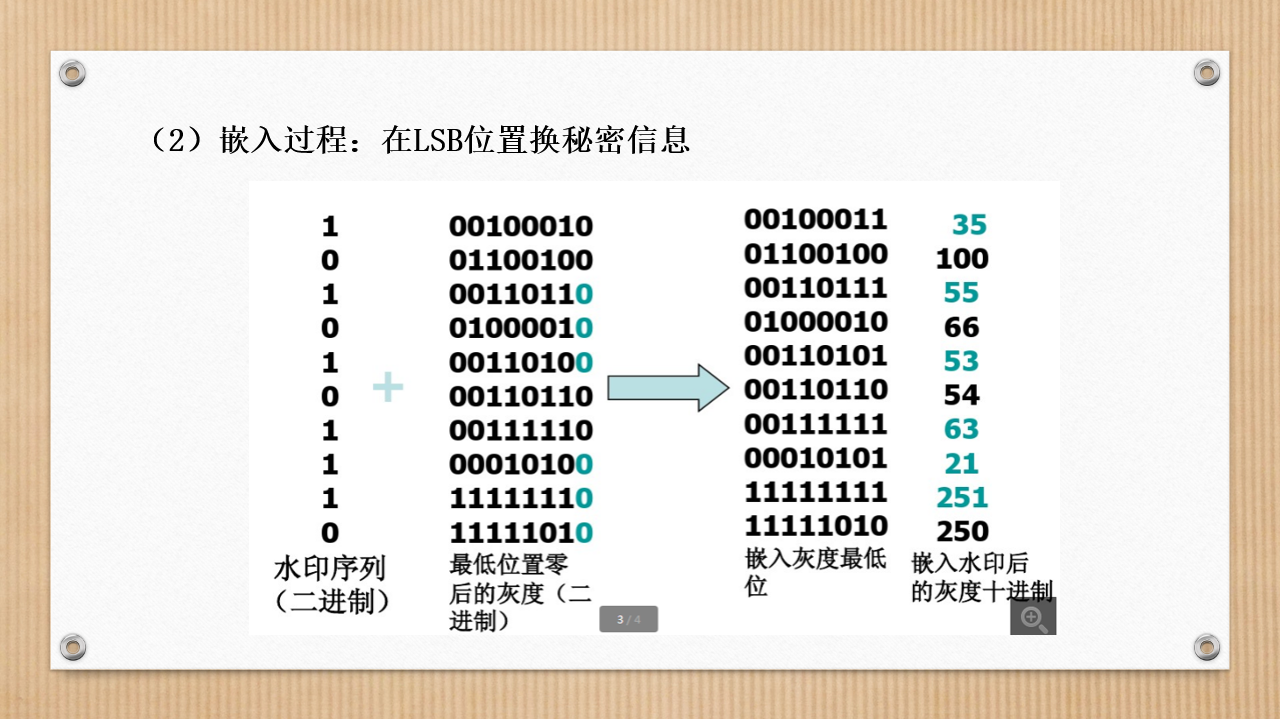 （2）嵌入过程：在LSB位置换秘密信息
1 00100010 00100011 35
0 01100100 01100100 100
1 00110110 00110111 55
0 01000010 01000010 66
1 00110100 00110101 53
0 00110110 00110110 54
+
1 00111110 00111111 63
1 00010100 00010101 21
1 11111110 11111111 251
0 11111010 11111010 250
水印序列
（二进制）
最低位置零
后的灰度（二
进制）
嵌入灰度最低
位
嵌入水印后
的灰度十进制
3 / 4